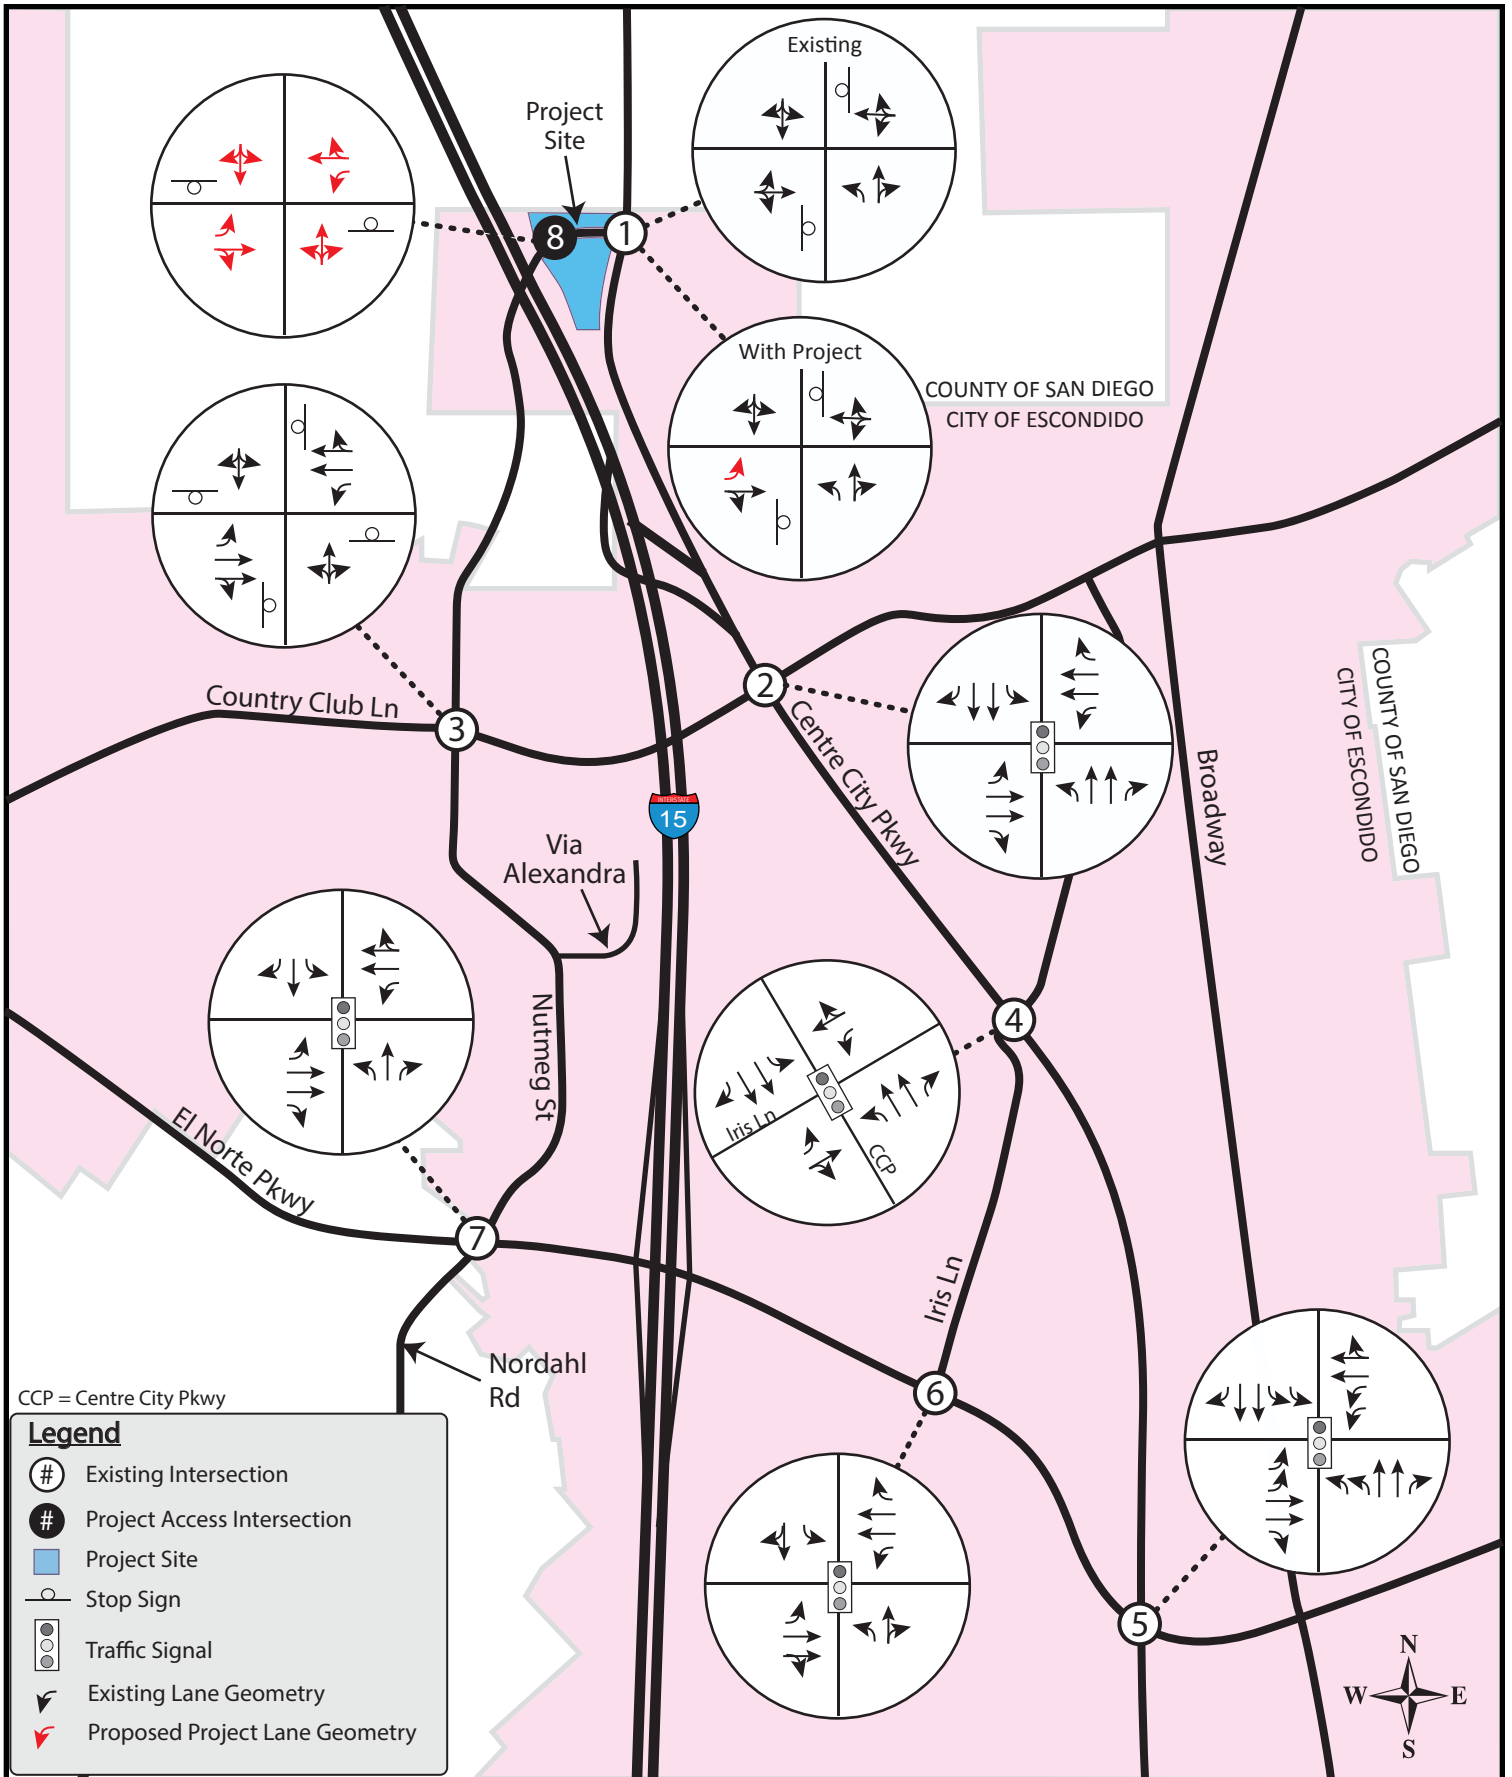 Existing
Project
Site
8
1
With Project
COUNTY OF SAN DIEGO
CITY OF ESCONDIDO
Country Club Ln
3
2
Centre City Pkwy
COUNTY OF SAN DIEGO
CITY OF ESCONDIDO
Broadway
INTERSTATE
15
Via
Alexandra
Nutmeg St
4
Iris Ln
CCP
El Norte Pkwy
7
Iris Ln
Nordahl
Rd
6
5
CCP = Centre City Pkwy
Legend
# Existing Intersection
# Project Access Intersection
Project Site
Stop Sign
Traffic Signal
Existing Lane Geometry
Proposed Project Lane Geometry
N
W E
S